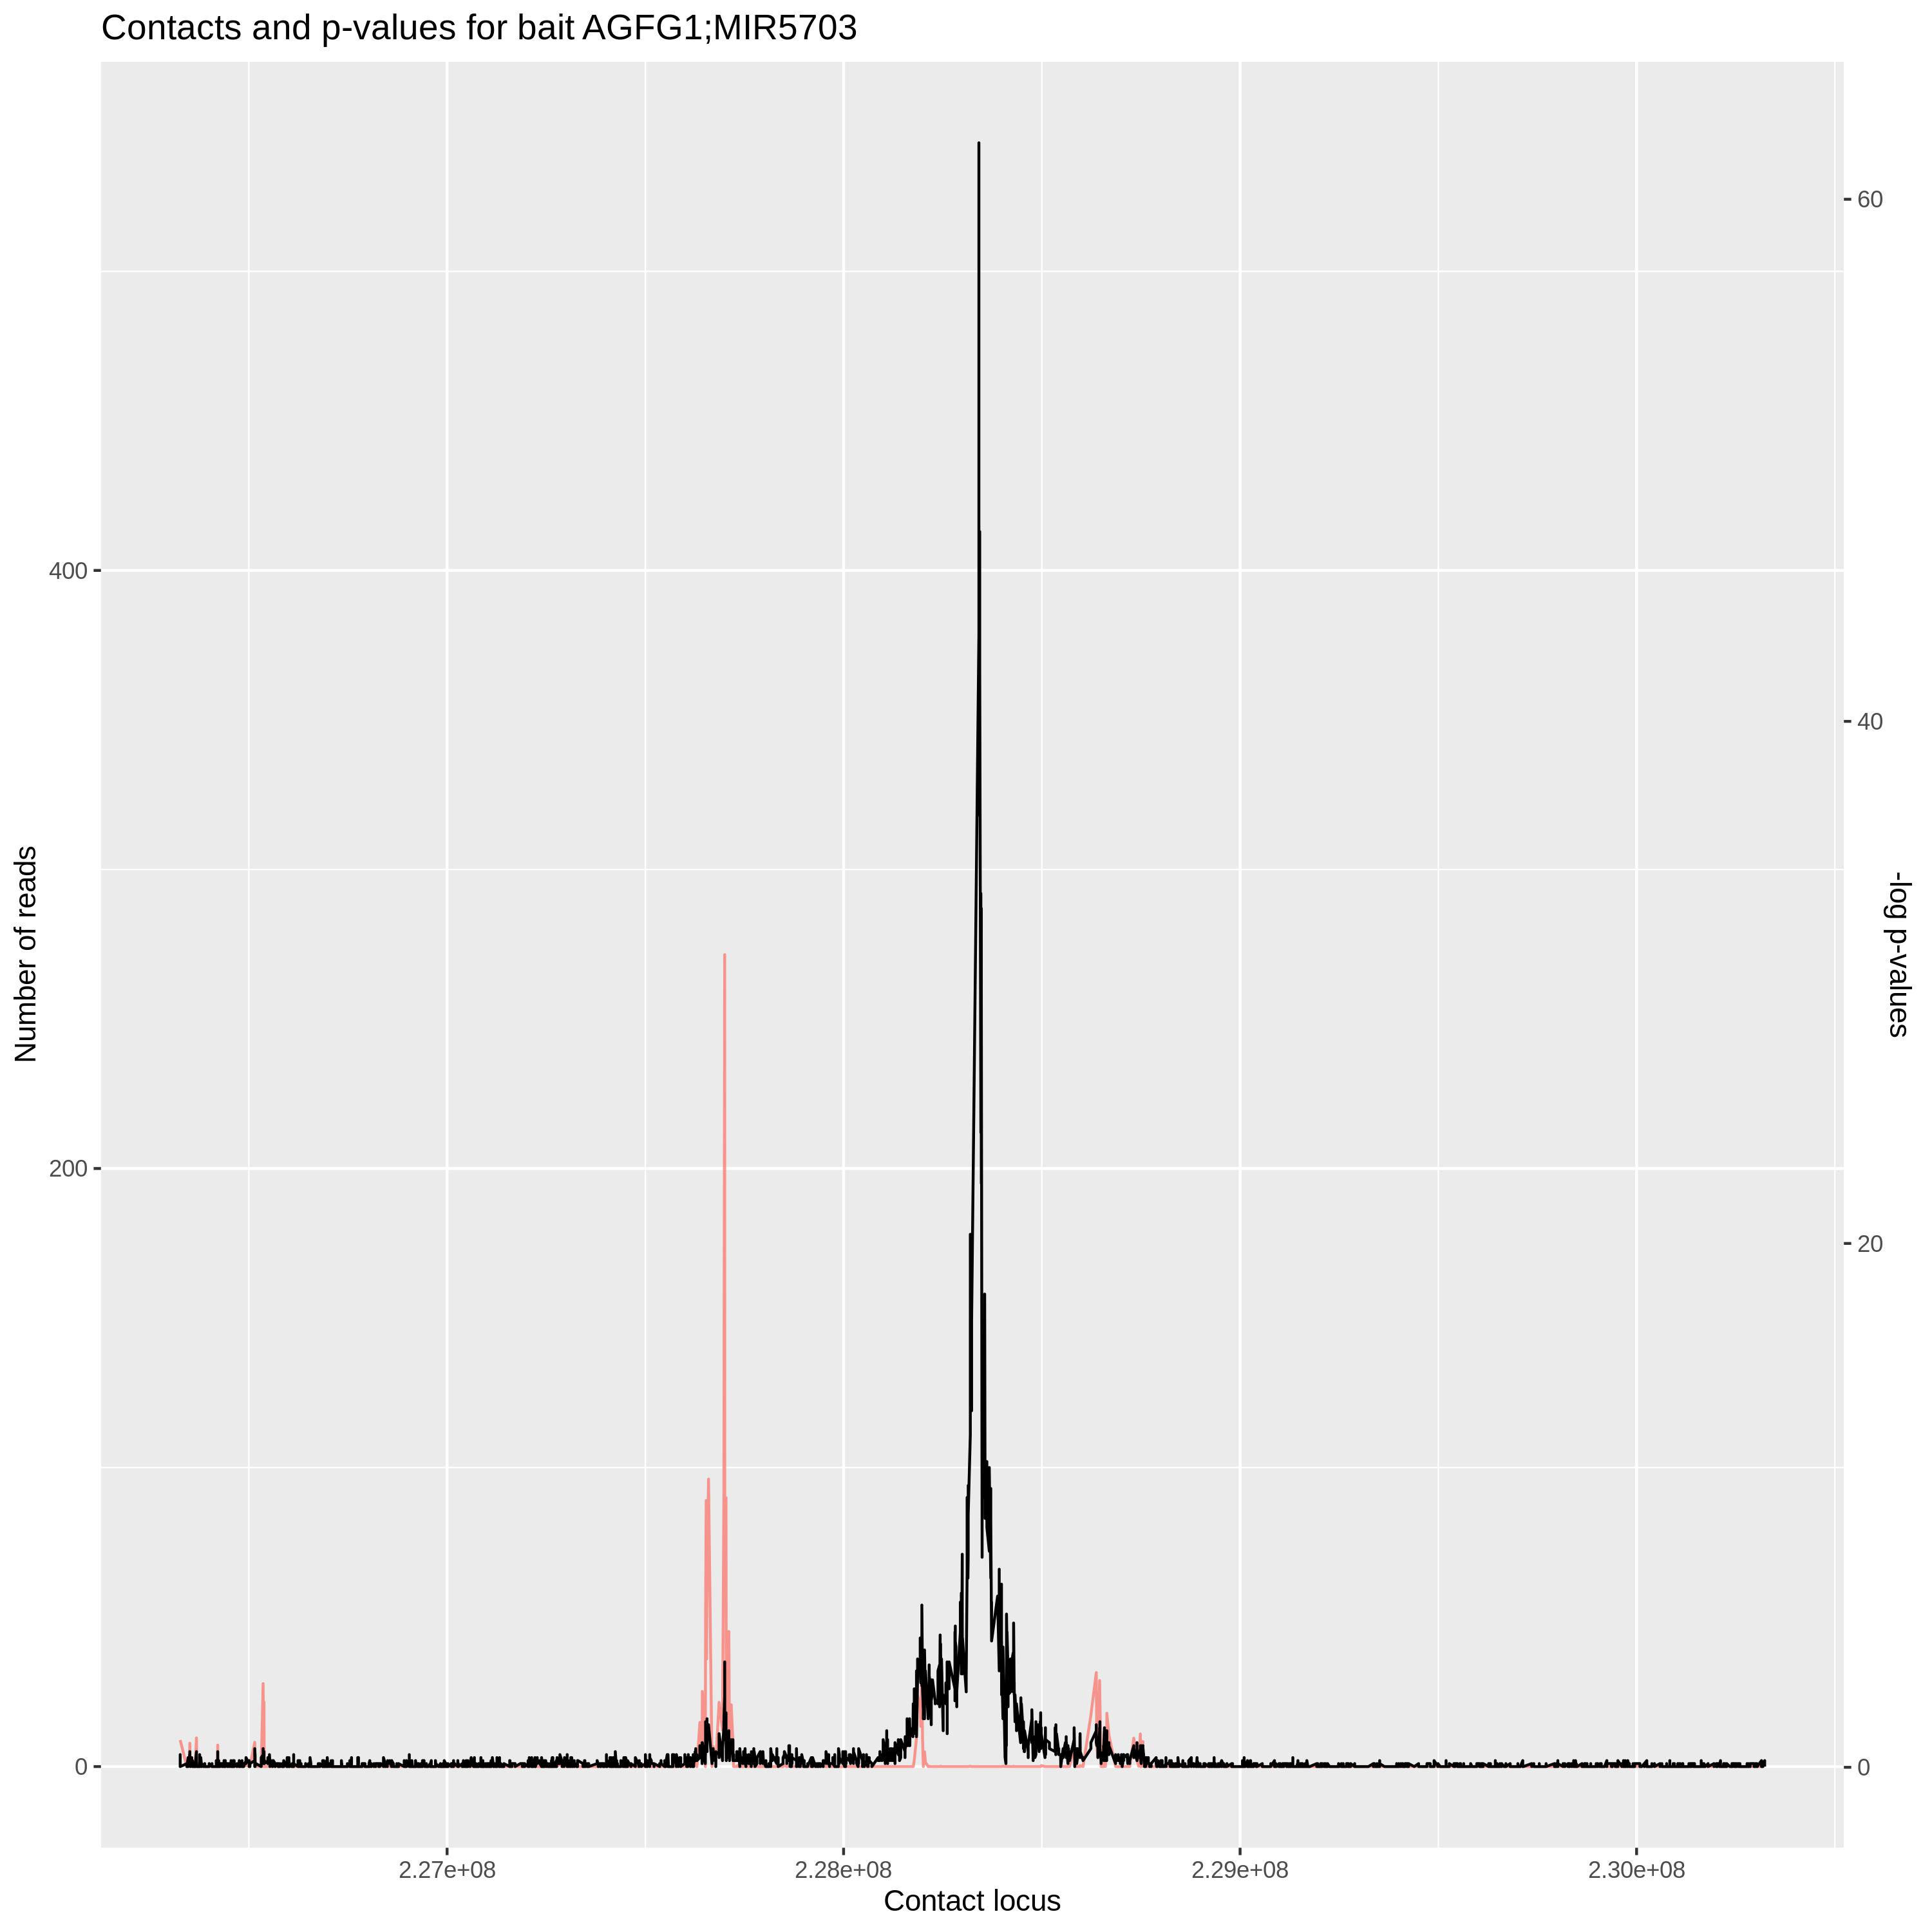 Contacts and p-values for bait AGFG1;MIR5703
60
400
40
Number of reads
-log p-values
200
20
0
0
2.27e+08
2.28e+08
2.29e+08
2.30e+08
Contact locus